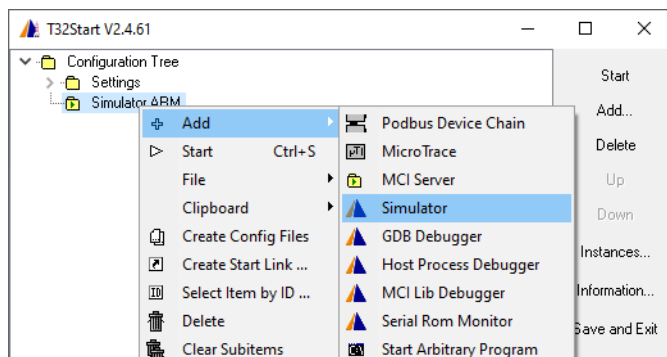 T32Start V2.4.61
Configuration Tree
Settings
Simulator ARM
Start
Add...
Delete
Up
Down
Instances...
Information...
Save and Exit
Add
Start Ctrl+S
File
Clipboard
Create Config Files
Create Start Link ...
Select Item by ID ...
Delete
Clear Subitems
Podbus Device Chain
MicroTrace
MCI Server
Simulator
GDB Debugger
Host Process Debugger
MCI Lib Debugger
Serial Rom Monitor
Start Arbitrary Program